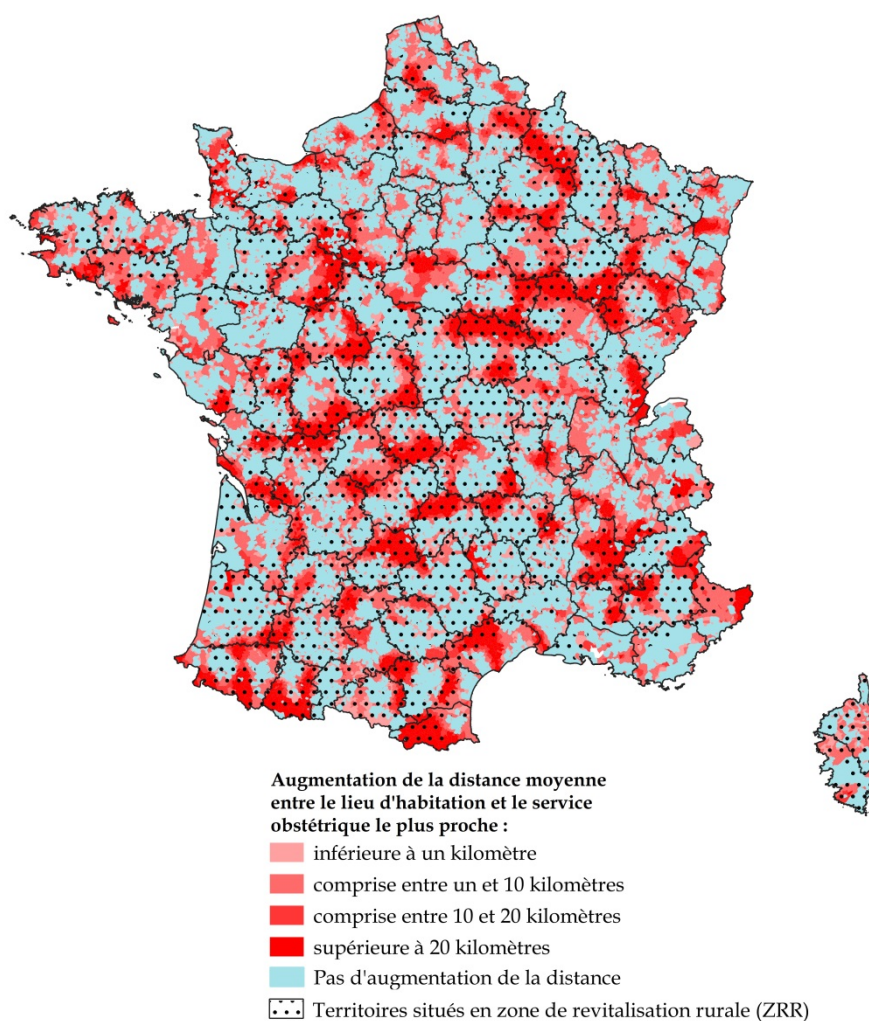 Augmentation de la distance moyenne
entre le lieu d'habitation et le service
obstétrique le plus proche :
inférieure à un kilomètre
comprise entre un et 10 kilomètres
comprise entre 10 et 20 kilomètres
supérieure à 20 kilomètres
Pas d'augmentation de la distance
Territoires situés en zone de revitalisation rurale (ZRR)